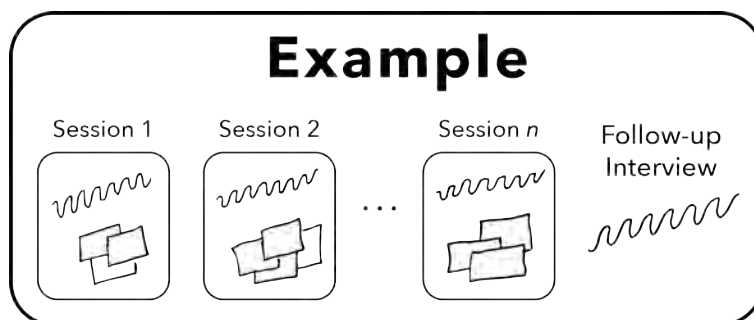 Example
Session 1
Session 2
...
Session n
Follow-up
Interview